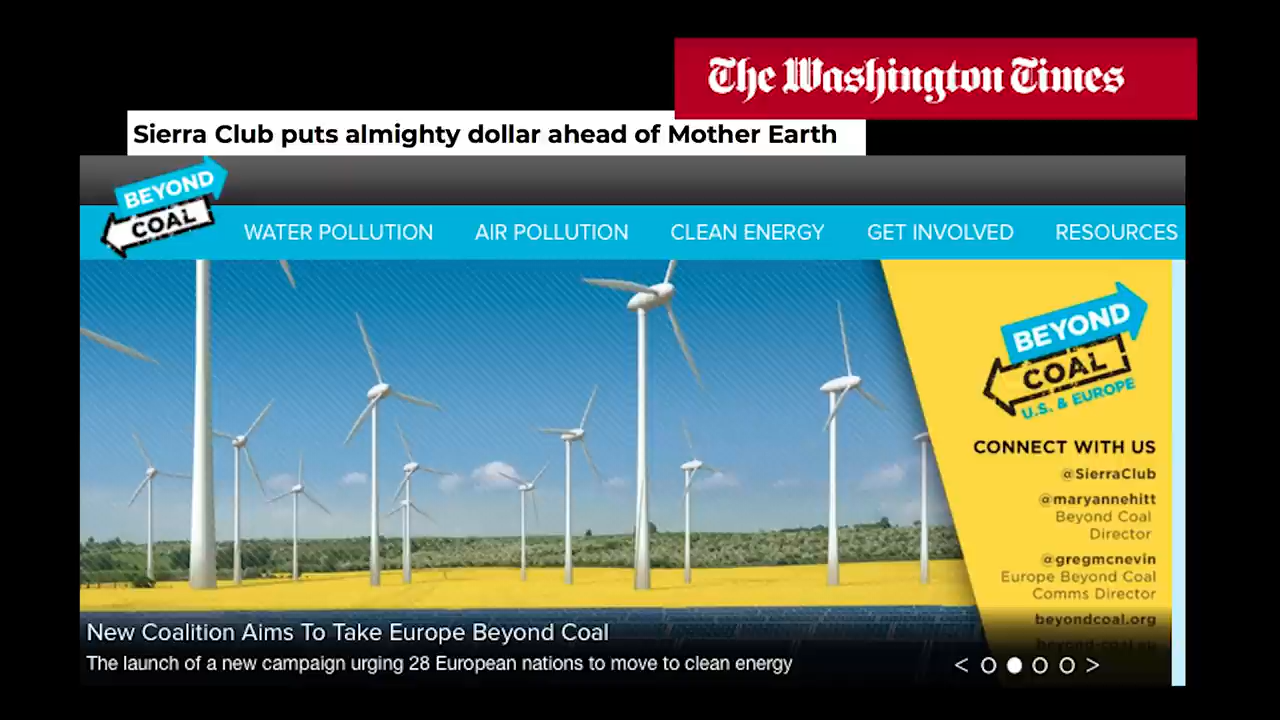 The Washington Times
Sierra Club puts almighty dollar ahead of Mother Earth
BEYOND
COAL
WATER POLLUTION AIR POLLUTION CLEAN ENERGY GET INVOLVED RESOURCES
BEYOND
COAL
U.S. & EUROPE
CONNECT WITH US
@SierraClub
@maryannehitt
Beyond Coal
Director
@gregmcnevin
Europe Beyond Coal
Comms Director
beyondcoal.org
beyond-coal.eu
New Coalition Aims To Take Europe Beyond Coal
The launch of a new campaign urging 28 European nations to move to clean energy